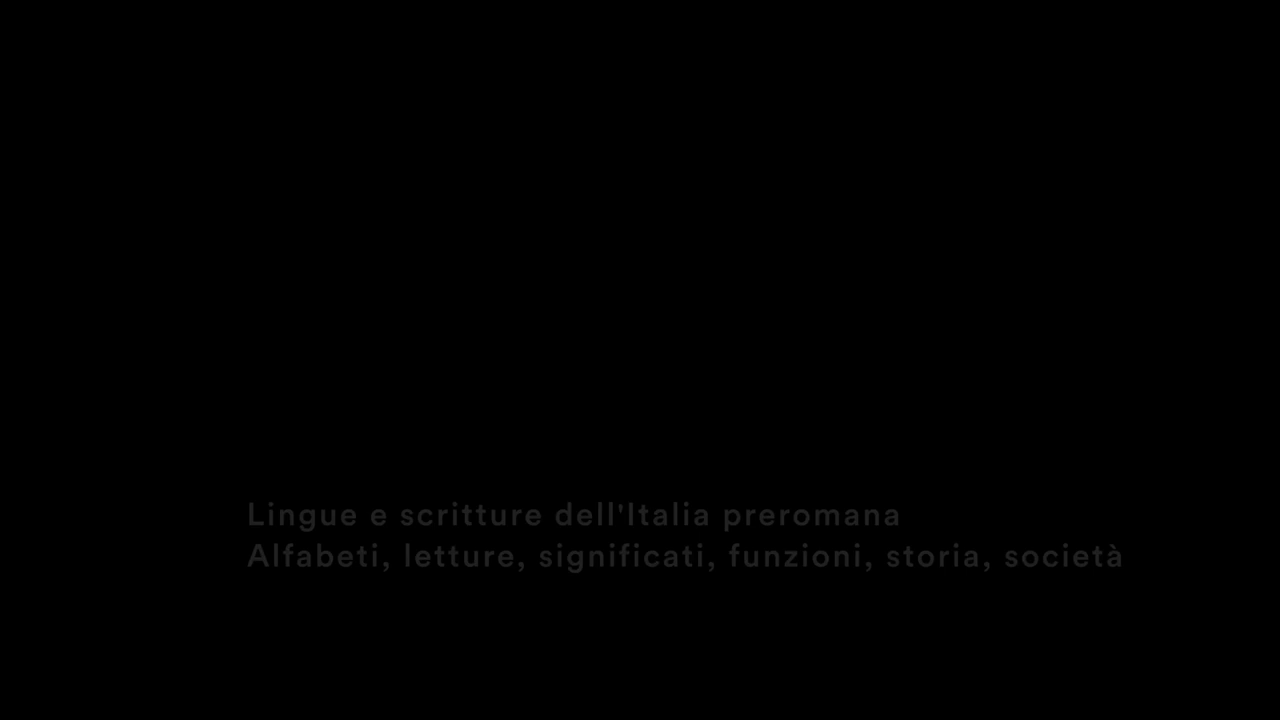 Lingue e scritture dell'Italia preromana
Alfabeti, letture, significati, funzioni, storia, società